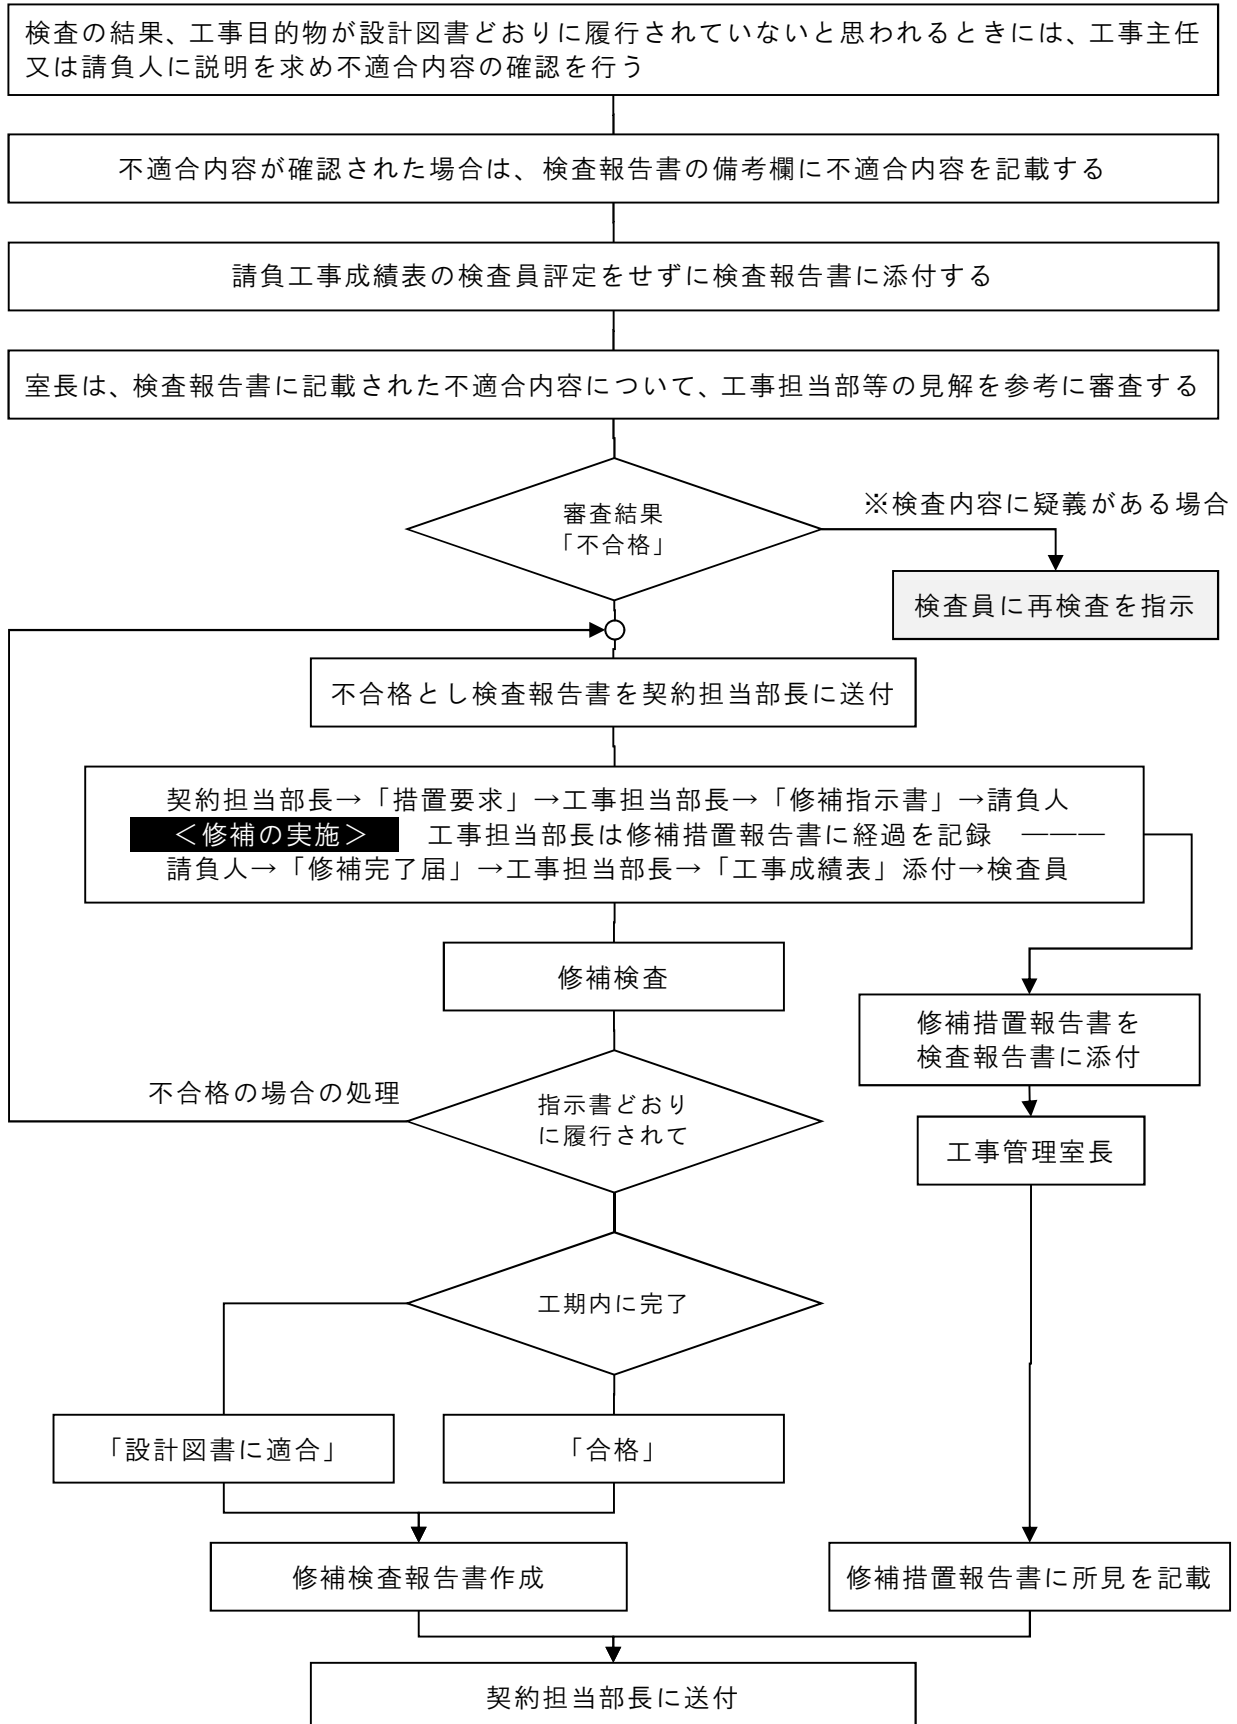 検査の結果、工事目的物が設計図書どおりに履行されていないと思われるときには、工事主任
又は請負人に説明を求め不適合内容の確認を行う
不適合内容が確認された場合は、検査報告書の備考欄に不適合内容を記載する
請負工事成績表の検査員評定をせずに検査報告書に添付する
室長は、検査報告書に記載された不適合内容について、工事担当部等の見解を参考に審査する
審査結果
「不合格」
※検査内容に疑義がある場合
検査員に再検査を指示
不合格とし検査報告書を契約担当部長に送付
契約担当部長→「措置要求」→工事担当部長→「修補指示書」→請負人
＜修補の実施＞　工事担当部長は修補措置報告書に経過を記録　―――
請負人→「修補完了届」→工事担当部長→「工事成績表」添付→検査員
修補検査
修補措置報告書を
検査報告書に添付
不合格の場合の処理
指示書どおり
に履行されて
工事管理室長
工期内に完了
「設計図書に適合」
「合格」
修補検査報告書作成
修補措置報告書に所見を記載
契約担当部長に送付